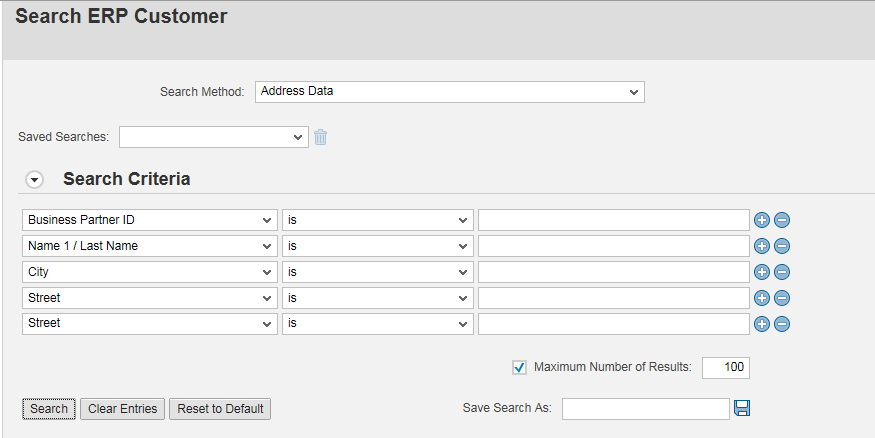 Search ERP Customer
Search Method: Address Data
Saved Searches:
Search Criteria
Business Partner ID is
Name 1 / Last Name is
City is
Street is
Street is
Maximum Number of Results: 100
Search Clear Entries Reset to Default Save Search As: